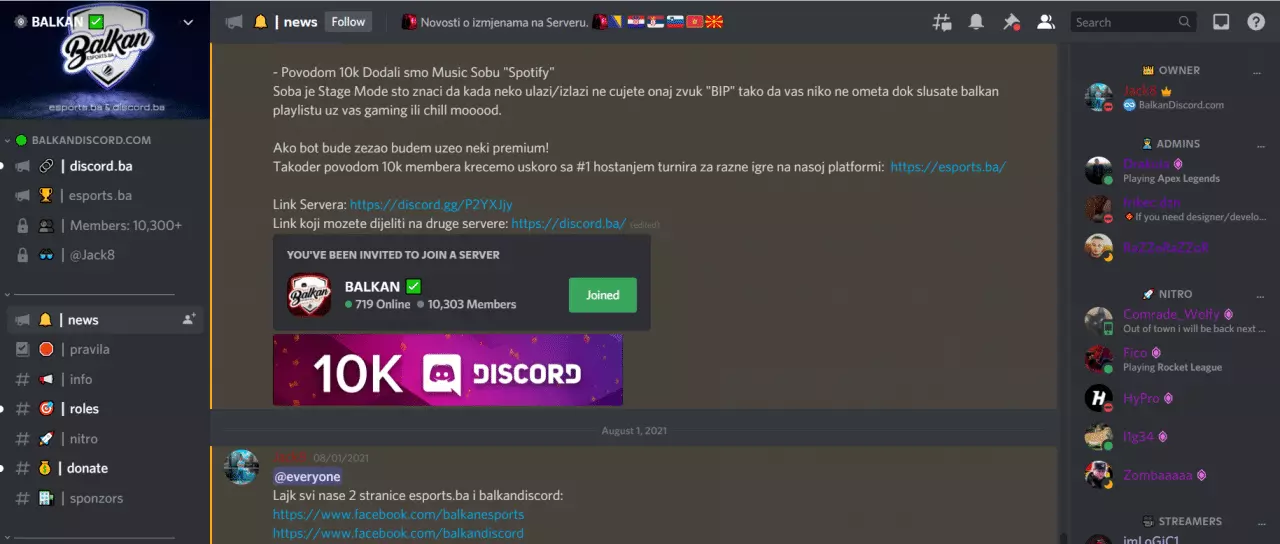 BALKAN ✅
Balkan
ESPORTS.BA
esports.ba & discord.ba
BALKANDISCORD.COM
| discord.ba
| esports.ba
| Members: 10,300+
| @Jack8
| news
| pravila
| info
| roles
| nitro
| donate
| sponzors
| news
Follow
Novosti o izmjenama na Serveru.
Search
- Povodom 10k Dodali smo Music Sobu "Spotify"
Soba je Stage Mode sto znaci da kada neko ulazi/izlazi ne cujete onaj zvuk "BIP" tako da vas niko ne ometa dok slusate balkan
playlistu uz vas gaming ili chill mooood.
Ako bot bude zezao budem uzeo neki premium!
Takoder povodom 10k membera krecemo uskoro sa #1 hostanjem turnira za razne igre na nasoj platformi: https://esports.ba/
Link Servera: https://discord.gg/P2YXJjy
Link koji mozete dijeliti na druge servere: https://discord.ba/ (edited)
YOU'VE BEEN INVITED TO JOIN A SERVER
Balkan
BALKAN ✅
719 Online 10,303 Members
Joined
10K DISCORD
August 1, 2021
Jack8 08/01/2021
@everyone
Lajk svi nase 2 stranice esports.ba i balkandiscord:
https://www.facebook.com/balkanesports
https://www.facebook.com/balkandiscord
OWNER
Jack8
BalkanDiscord.com
ADMINS
Playing Apex Legends
If you need designer/develo...
NITRO
Comrade_Wolfy
Out of town i will be back next ...
Fico
Playing Rocket League
HyPro
l1g34
Zombaaaaa
STREAMERS
imLoGiC1